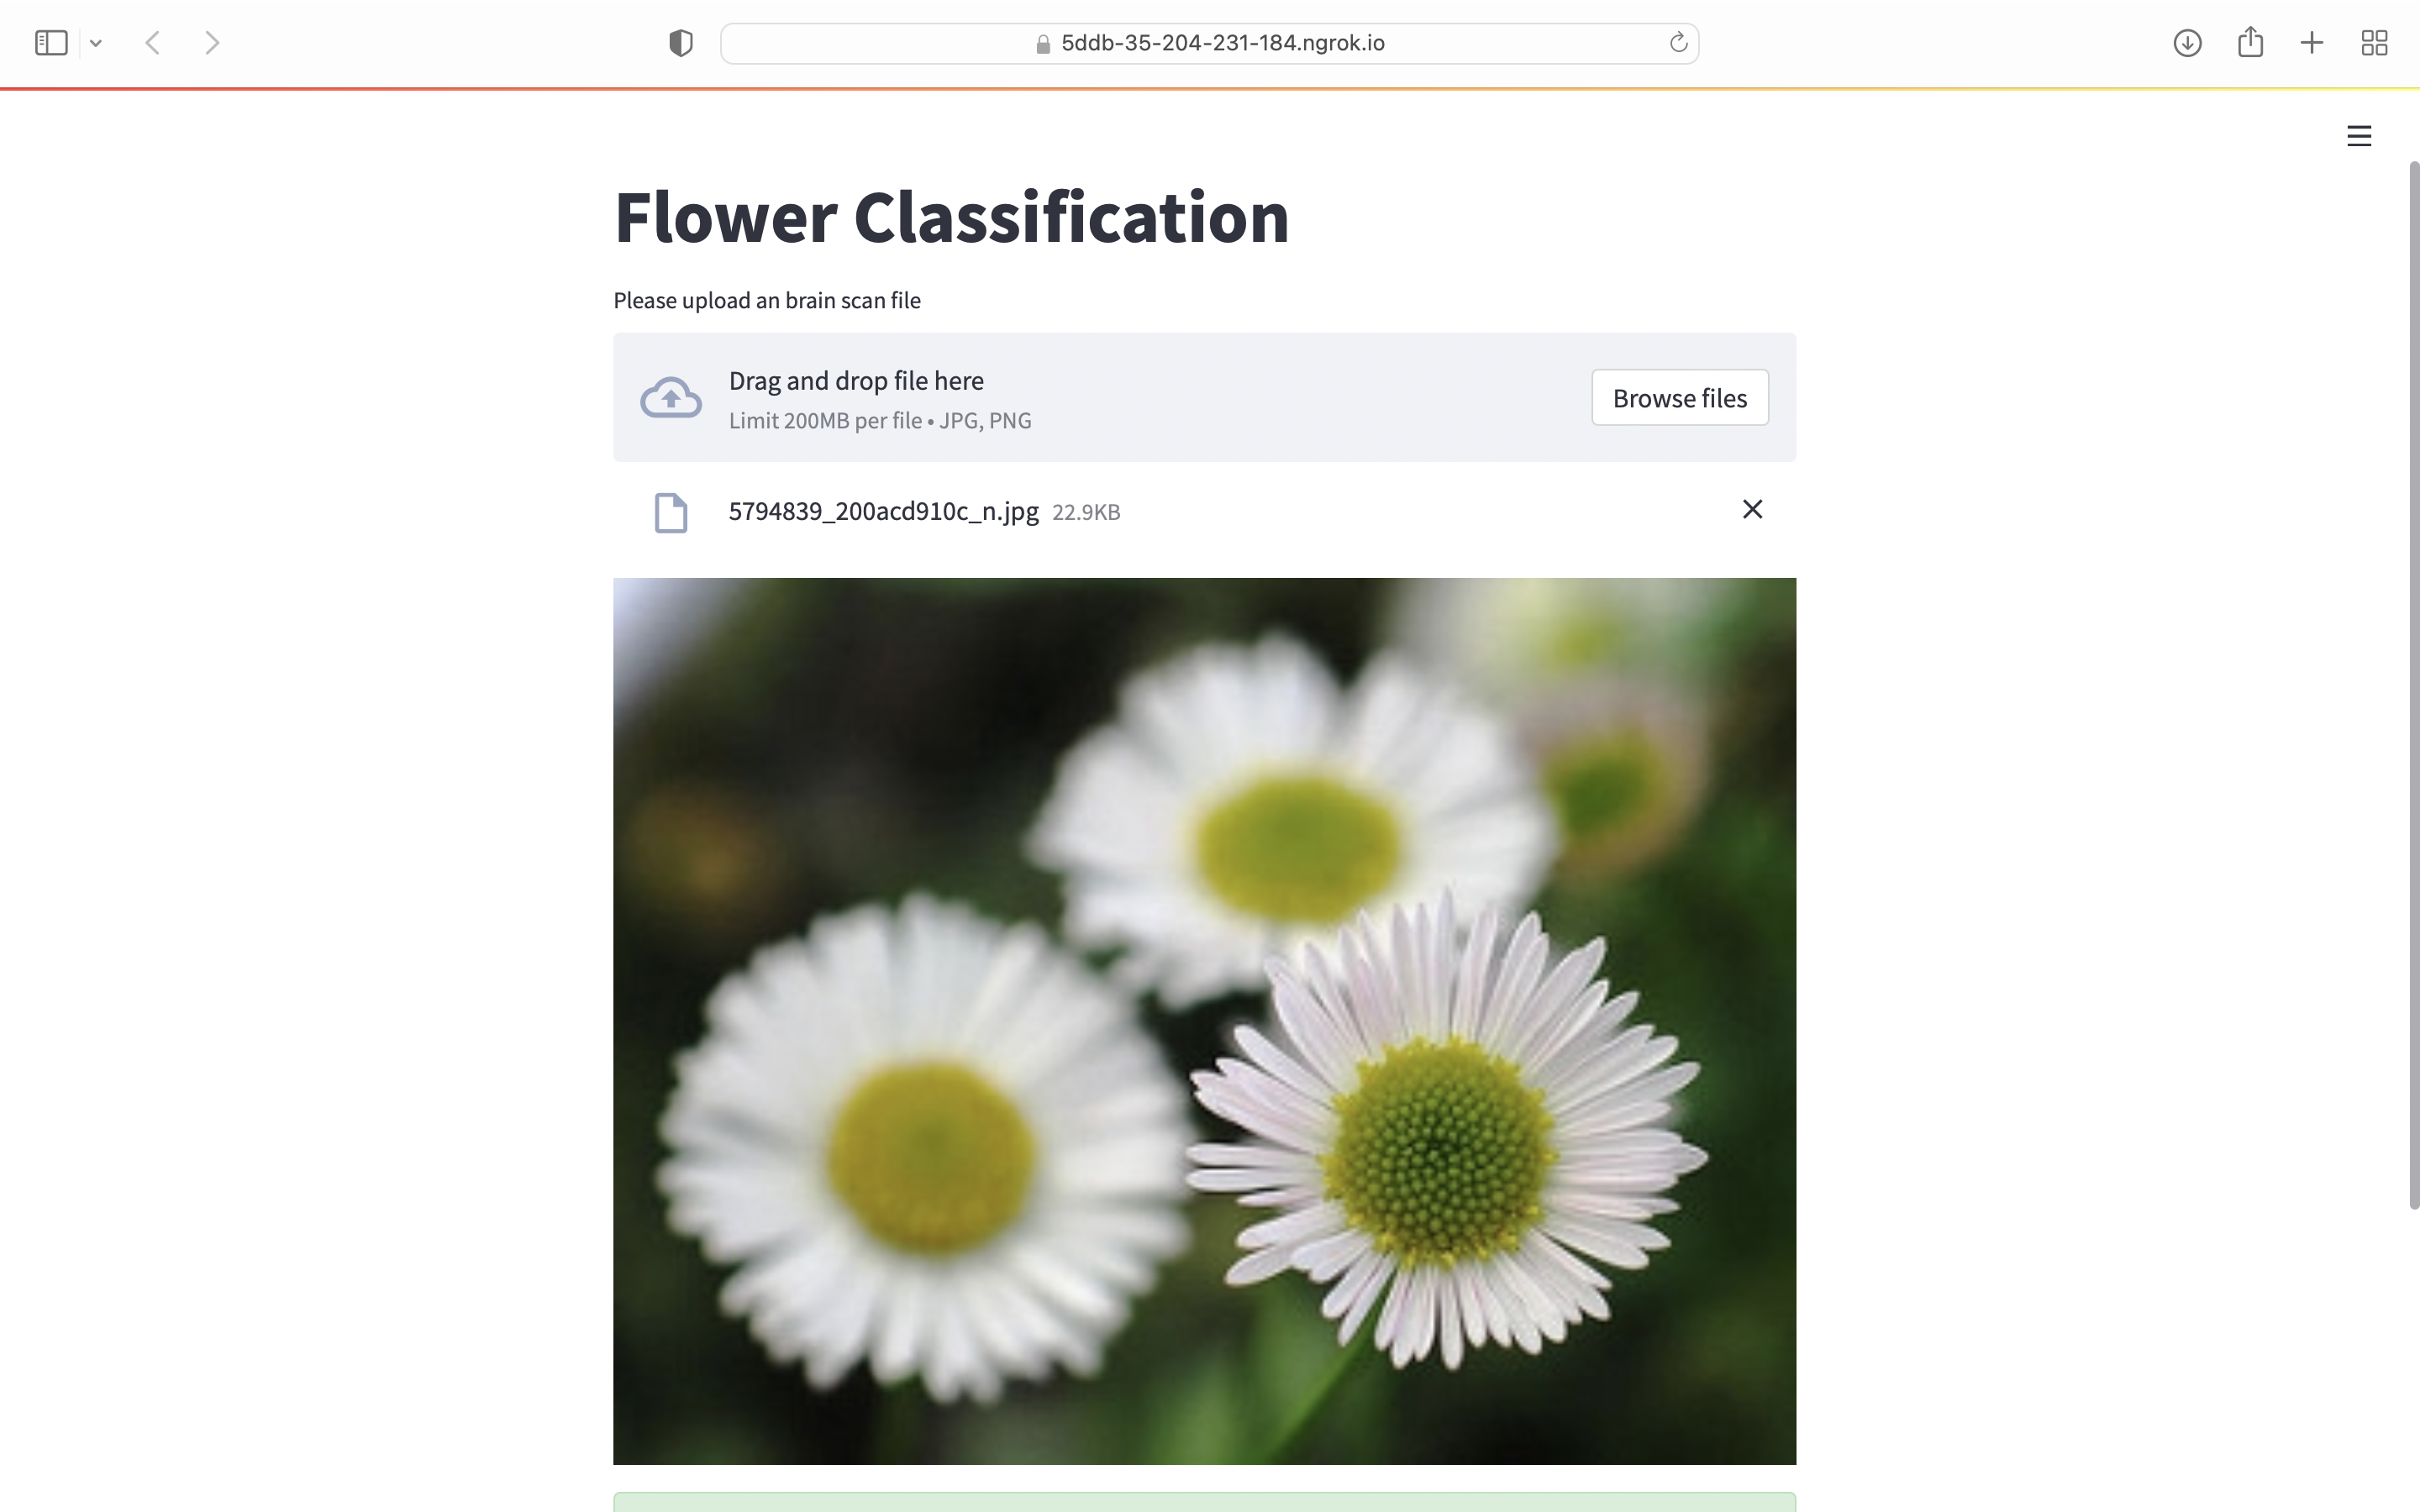 5ddb-35-204-231-184.ngrok.io
Flower Classification
Please upload an brain scan file
Drag and drop file here
Limit 200MB per file • JPG, PNG
Browse files
5794839_200acd910c_n.jpg 22.9KB